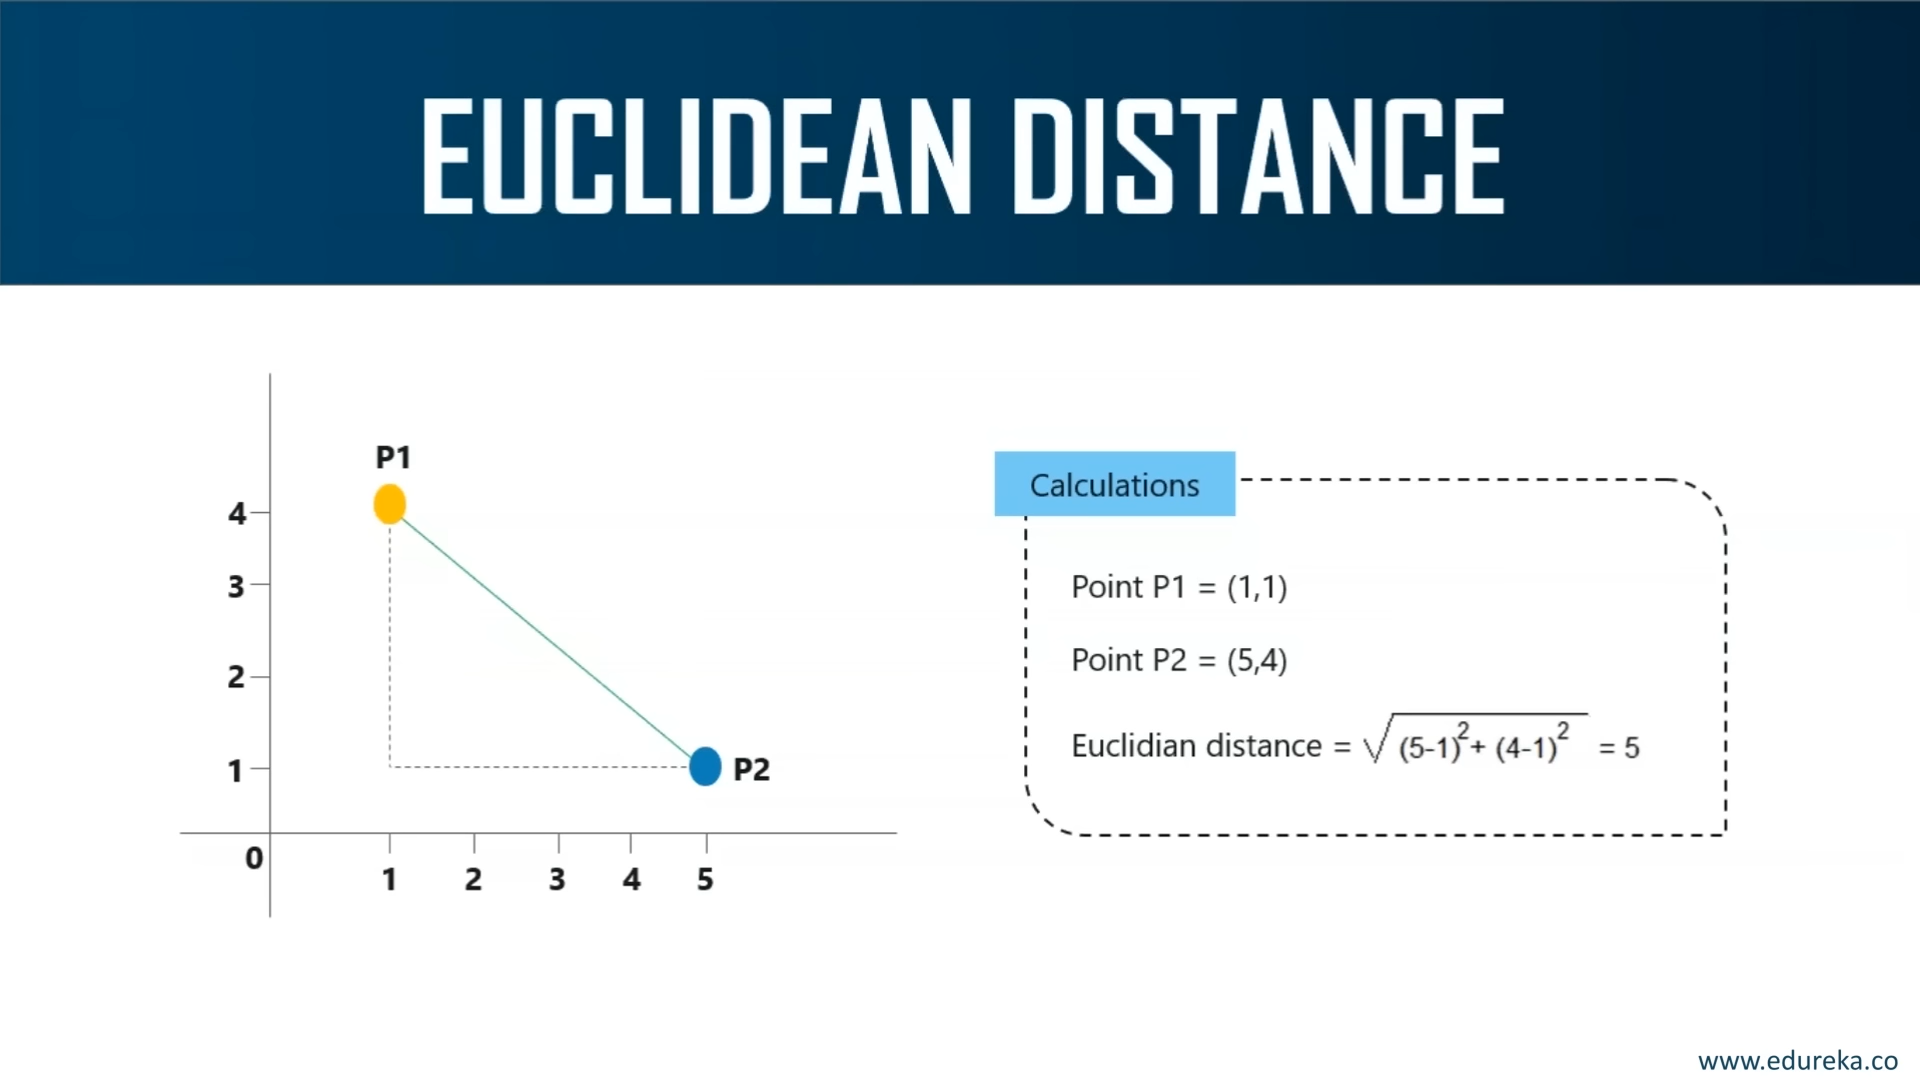 EUCLIDEAN DISTANCE
P1
4
3
2
1
P2
0
1 2 3 4 5
Calculations
Point P1 = (1,1)
Point P2 = (5,4)
Euclidian distance = √(5-1)²+ (4-1)² = 5
www.edureka.co